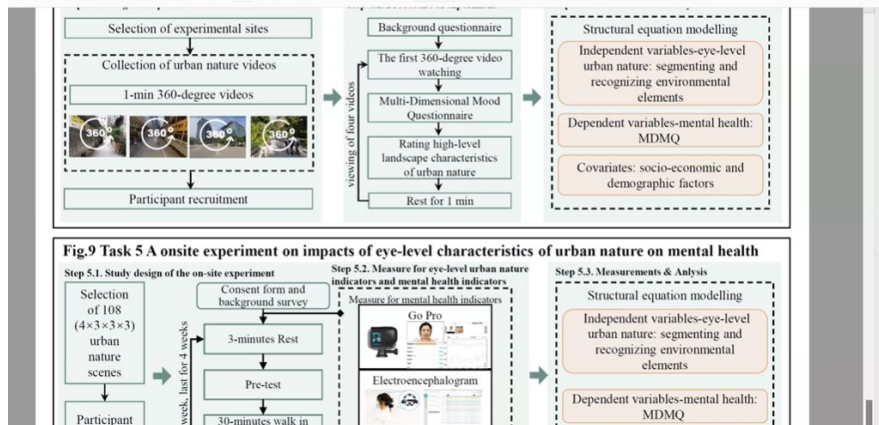 Selection of experimental sites
Collection of urban nature videos
1-min 360-degree videos
360°
360°
360°
360°
Participant recruitment
Background questionnaire
The first 360-degree video
watching
Multi-Dimensional Mood
Questionnaire
Rating high-level
landscape characteristics
of urban nature
Rest for 1 min
viewing of four videos
Structural equation modelling
Independent variables-eye-level
urban nature: segmenting and
recognizing environmental
elements
Dependent variables-mental health:
MDMQ
Covariates: socio-economic and
demographic factors
Fig.9 Task 5 A onsite experiment on impacts of eye-level characteristics of urban nature on mental health
Step 5.1. Study design of the on-site experiment
Selection
of 108
(4×3×3×3)
urban
nature
scenes
Participant
Consent form and
background survey
3-minutes Rest
Pre-test
30-minutes walk in
week, last for 4 weeks
Step 5.2. Measure for eye-level urban nature
indicators and mental health indicators
Measure for mental health indicators
Go Pro
Electroencephalogram
Step 5.3. Measurements & Anlysis
Structural equation modelling
Independent variables-eye-level
urban nature: segmenting and
recognizing environmental
elements
Dependent variables-mental health:
MDMQ